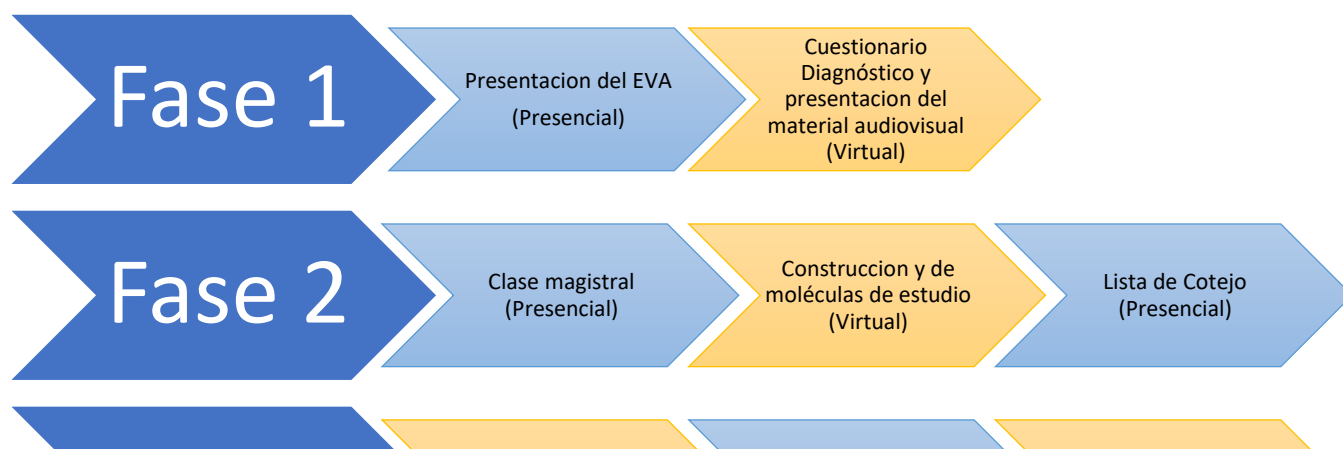 Fase 1
Presentacion del EVA
(Presencial)
Cuestionario
Diagnóstico y
presentacion del
material audiovisual
(Virtual)
Fase 2
Clase magistral
(Presencial)
Construccion y de
moléculas de estudio
(Virtual)
Lista de Cotejo
(Presencial)